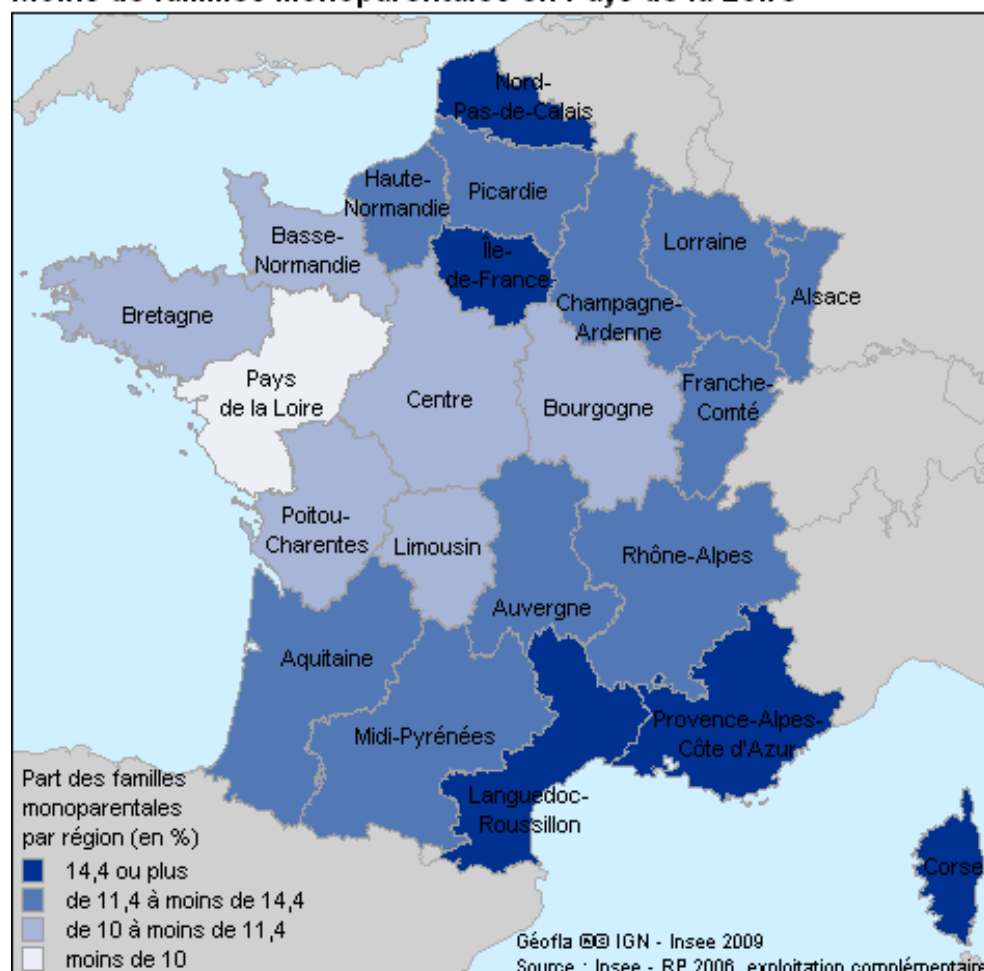 Nord-
Pas-de-Calais
Haute-
Normandie
Picardie
Basse-
Normandie
Île-
de-France
Lorraine
Champagne-
Ardenne
Alsace
Bretagne
Pays
de la Loire
Centre
Bourgogne
Franche-
Comté
Poitou-
Charentes
Limousin
Rhône-Alpes
Auvergne
Aquitaine
Midi-Pyrénées
Provence-Alpes-
Côte d'Azur
Languedoc-
Roussillon
Corse
Part des familles
monoparentales
par région (en %)
14,4 ou plus
de 11,4 à moins de 14,4
de 10 à moins de 11,4
moins de 10
Géofla IGN - Insee 2009
Source : Insee - RP 2006, exploitation complémentaire